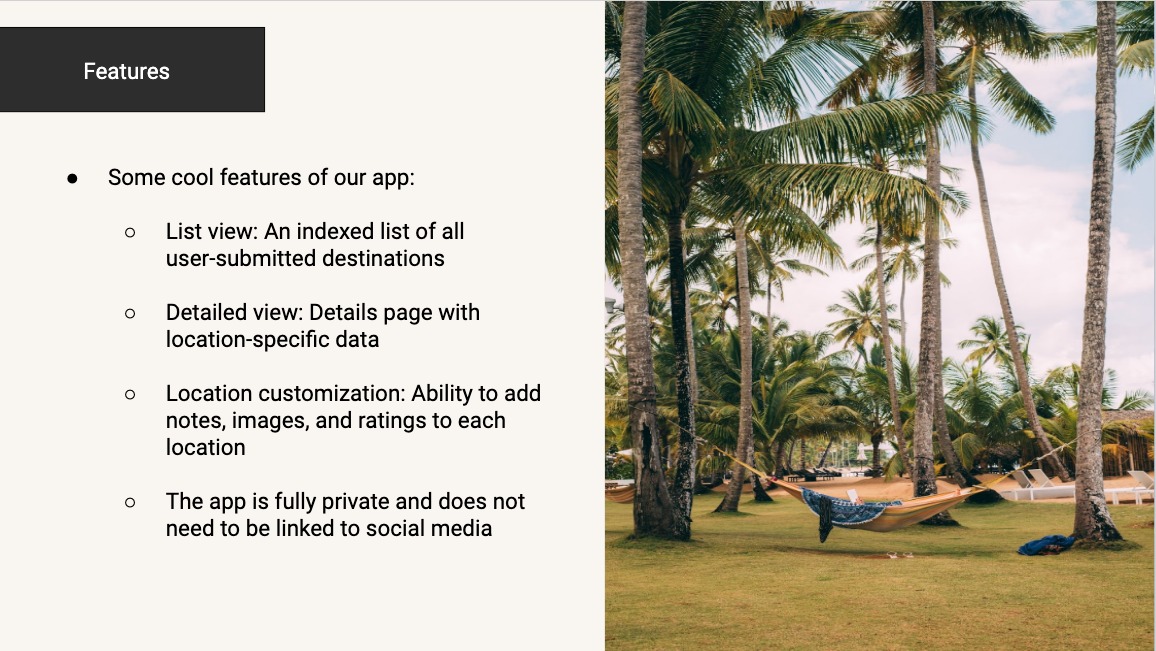 Features
● Some cool features of our app:
○ List view: An indexed list of all
user-submitted destinations
○ Detailed view: Details page with
location-specific data
○ Location customization: Ability to add
notes, images, and ratings to each
location
○ The app is fully private and does not
need to be linked to social media